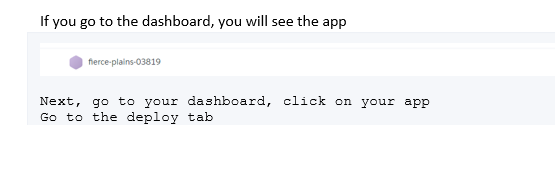 If you go to the dashboard, you will see the app
fierce-plains-03819
Next, go to your dashboard, click on your app
Go to the deploy tab